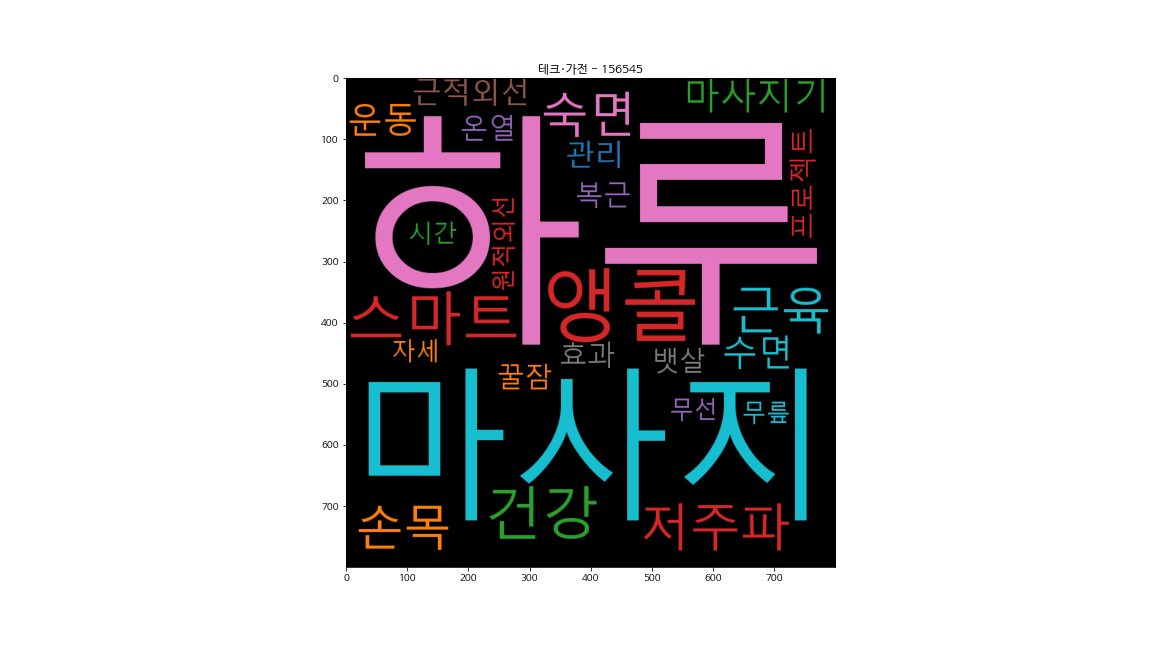 테크·가전 - 156545
근적외선
마사지기
운동
온열
숙면
관리
프로젝트
하루
복근
시간
원적외선
스마트
앵콜
근육
자세
효과
뱃살
수면
꿀잠
마사지
무선
무릎
손목
건강
저주파
0
100
200
300
400
500
600
700
0 100 200 300 400 500 600 700